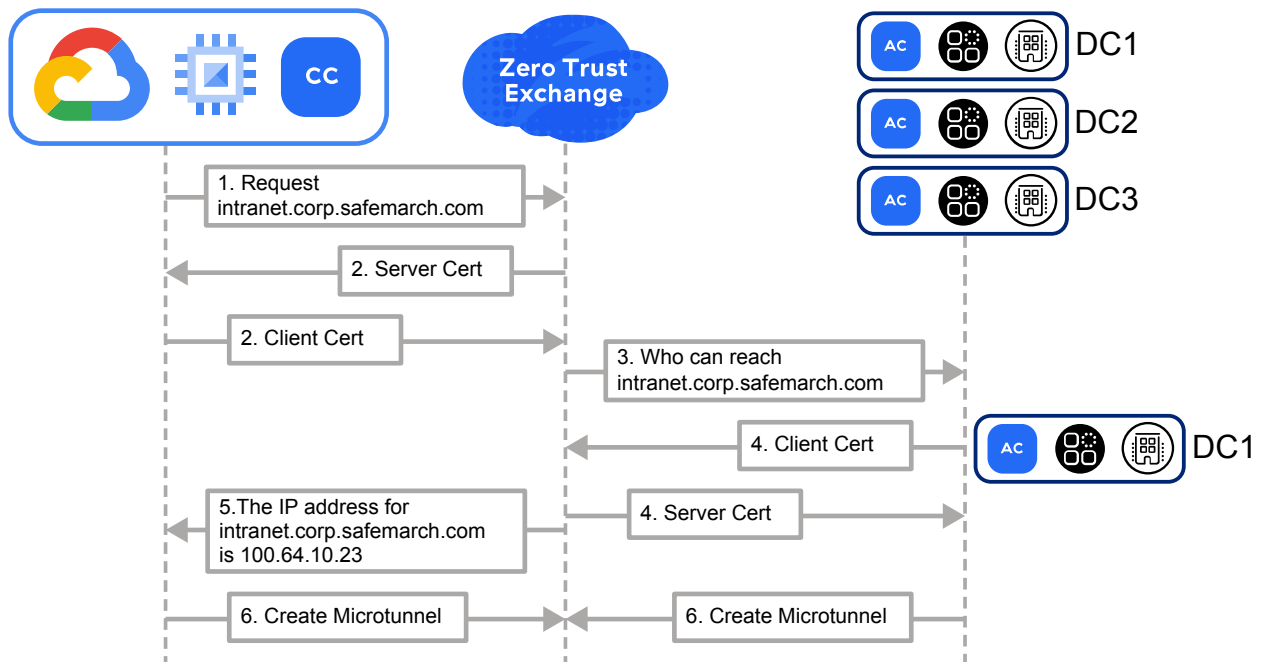 CC
Zero Trust
Exchange
AC
DC1
AC
DC2
AC
DC3
1. Request
intranet.corp.safemarch.com
2. Server Cert
2. Client Cert
3. Who can reach
intranet.corp.safemarch.com
4. Client Cert
AC
DC1
5.The IP address for
intranet.corp.safemarch.com
is 100.64.10.23
4. Server Cert
6. Create Microtunnel
6. Create Microtunnel